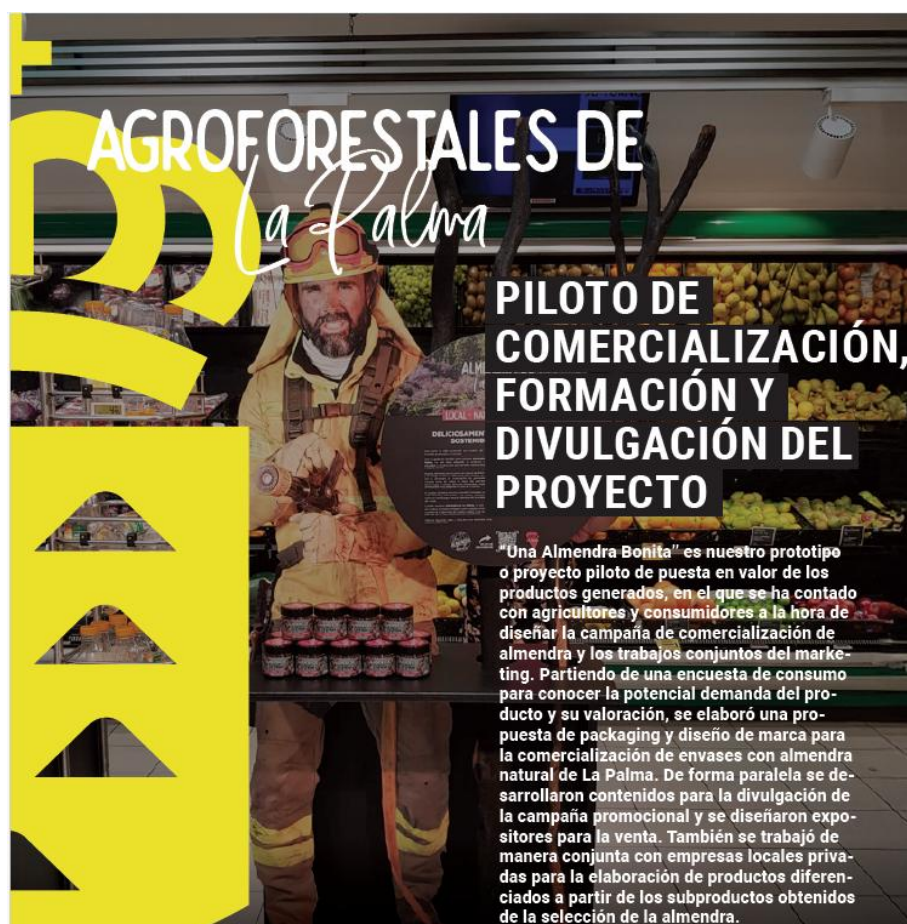 AGROFORESTALES DE
La Palma
PILOTO DE
COMERCIALIZACIÓN,
FORMACIÓN Y
DIVULGACIÓN DEL
PROYECTO
"Una Almendra Bonita" es nuestro prototipo
o proyecto piloto de puesta en valor de los
productos generados, en el que se ha contado
con agricultores y consumidores a la hora de
diseñar la campaña de comercialización de
almendra y los trabajos conjuntos del marke-
ting. Partiendo de una encuesta de consumo
para conocer la potencial demanda del pro-
ducto y su valoración, se elaboró una pro-
puesta de packaging y diseño de marca para
la comercialización de envases con almendra
natural de La Palma. De forma paralela se de-
sarrollaron contenidos para la divulgación de
la campaña promocional y se diseñaron expo-
sitores para la venta. También se trabajó de
manera conjunta con empresas locales priva-
das para la elaboración de productos diferen-
ciados a partir de los subproductos obtenidos
de la selección de la almendra.